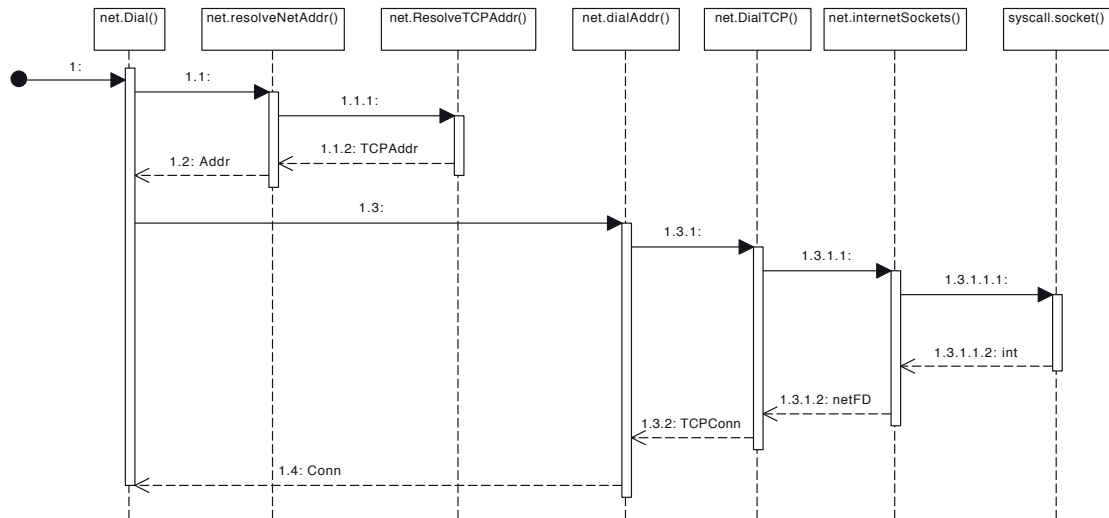 net.Dial()
net.resolveNetAddr()
net.ResolveTCPAddr()
net.dialAddr()
net.DialTCP()
net.internetSockets()
syscall.socket()
1:
1.1:
1.1.1:
1.1.2: TCPAddr
1.2: Addr
1.3:
1.3.1:
1.3.1.1:
1.3.1.1.1:
1.3.1.1.2: int
1.3.1.2: netFD
1.3.2: TCPConn
1.4: Conn